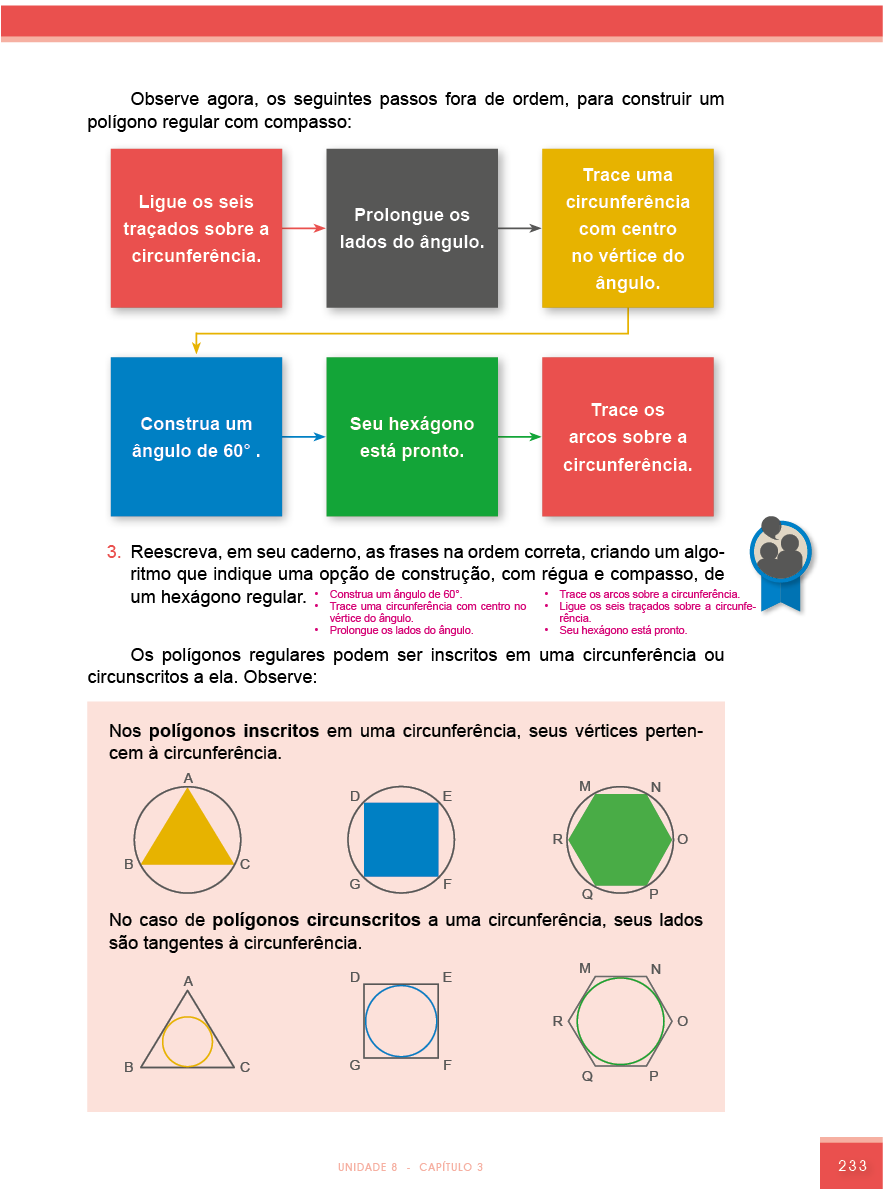 Observe agora, os seguintes passos fora de ordem, para construir um
polígono regular com compasso:
Ligue os seis
traçados sobre a
circunferência.
Prolongue os
lados do ângulo.
Trace uma
circunferência
com centro
no vértice do
ângulo.
Construa um
ângulo de 60° .
Seu hexágono
está pronto.
Trace os
arcos sobre a
circunferência.
3. Reescreva, em seu caderno, as frases na ordem correta, criando um algo-
ritmo que indique uma opção de construção, com régua e compasso, de
um hexágono regular.
• Construa um ângulo de 60°.
• Trace uma circunferência com centro no
vértice do ângulo.
• Prolongue os lados do ângulo.
• Trace os arcos sobre a circunferência.
• Ligue os seis traçados sobre a circunfe-
rência.
• Seu hexágono está pronto.
Os polígonos regulares podem ser inscritos em uma circunferência ou
circunscritos a ela. Observe:
Nos polígonos inscritos em uma circunferência, seus vértices perten-
cem à circunferência.
A
B C
D E
G F
M N
R O
Q P
No caso de polígonos circunscritos a uma circunferência, seus lados
são tangentes à circunferência.
A
B C
D E
G F
M N
R O
Q P
UNIDADE 8 - CAPÍTULO 3
233